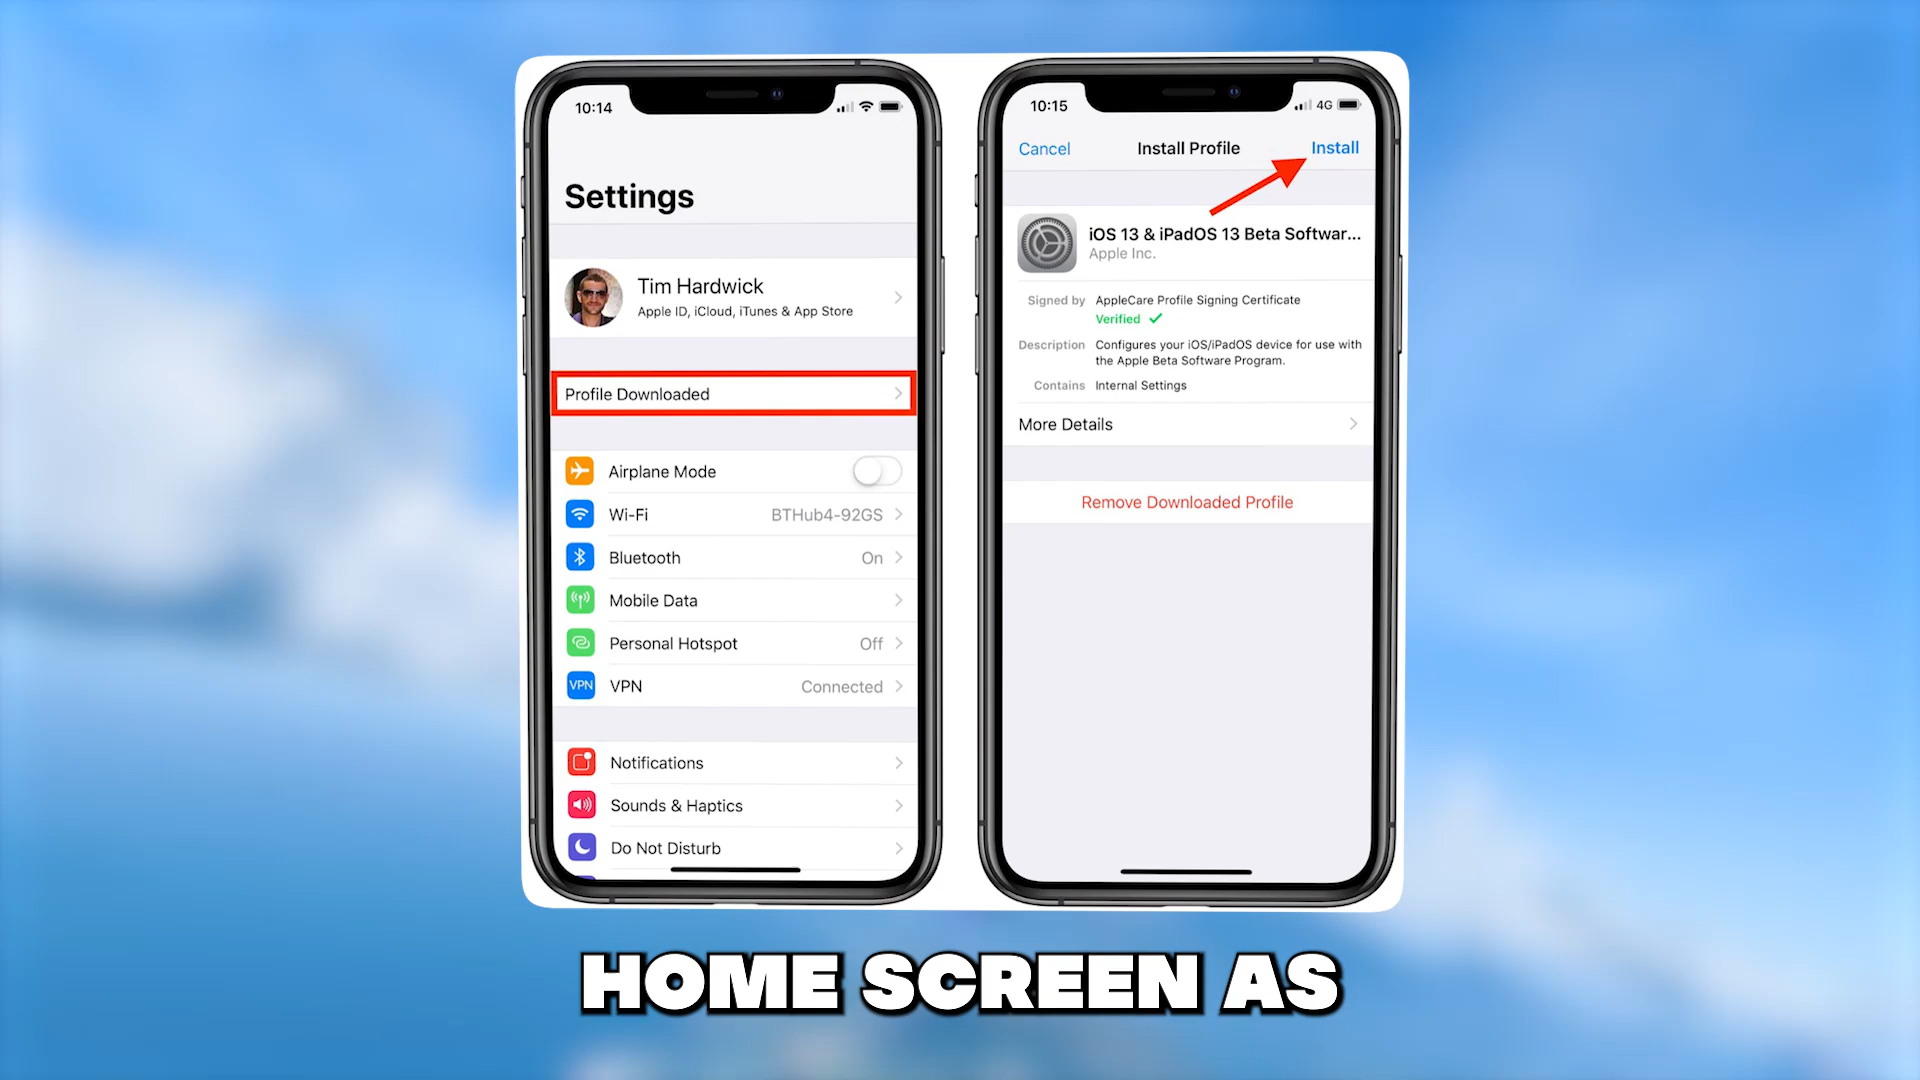 10:14
Settings
Tim Hardwick
Apple ID, iCloud, iTunes & App Store
Profile Downloaded
Airplane Mode
Wi-Fi BTHub4-92GS
Bluetooth On
Mobile Data
Personal Hotspot Off
VPN VPN Connected
Notifications
Sounds & Haptics
Do Not Disturb
10:15 4G
Cancel Install Profile Install
iOS 13 & iPadOS 13 Beta Softwar...
Apple Inc.
Signed by AppleCare Profile Signing Certificate
Verified ✓
Description Configures your iOS/iPadOS device for use with
the Apple Beta Software Program.
Contains Internal Settings
More Details
Remove Downloaded Profile
HOME SCREEN AS